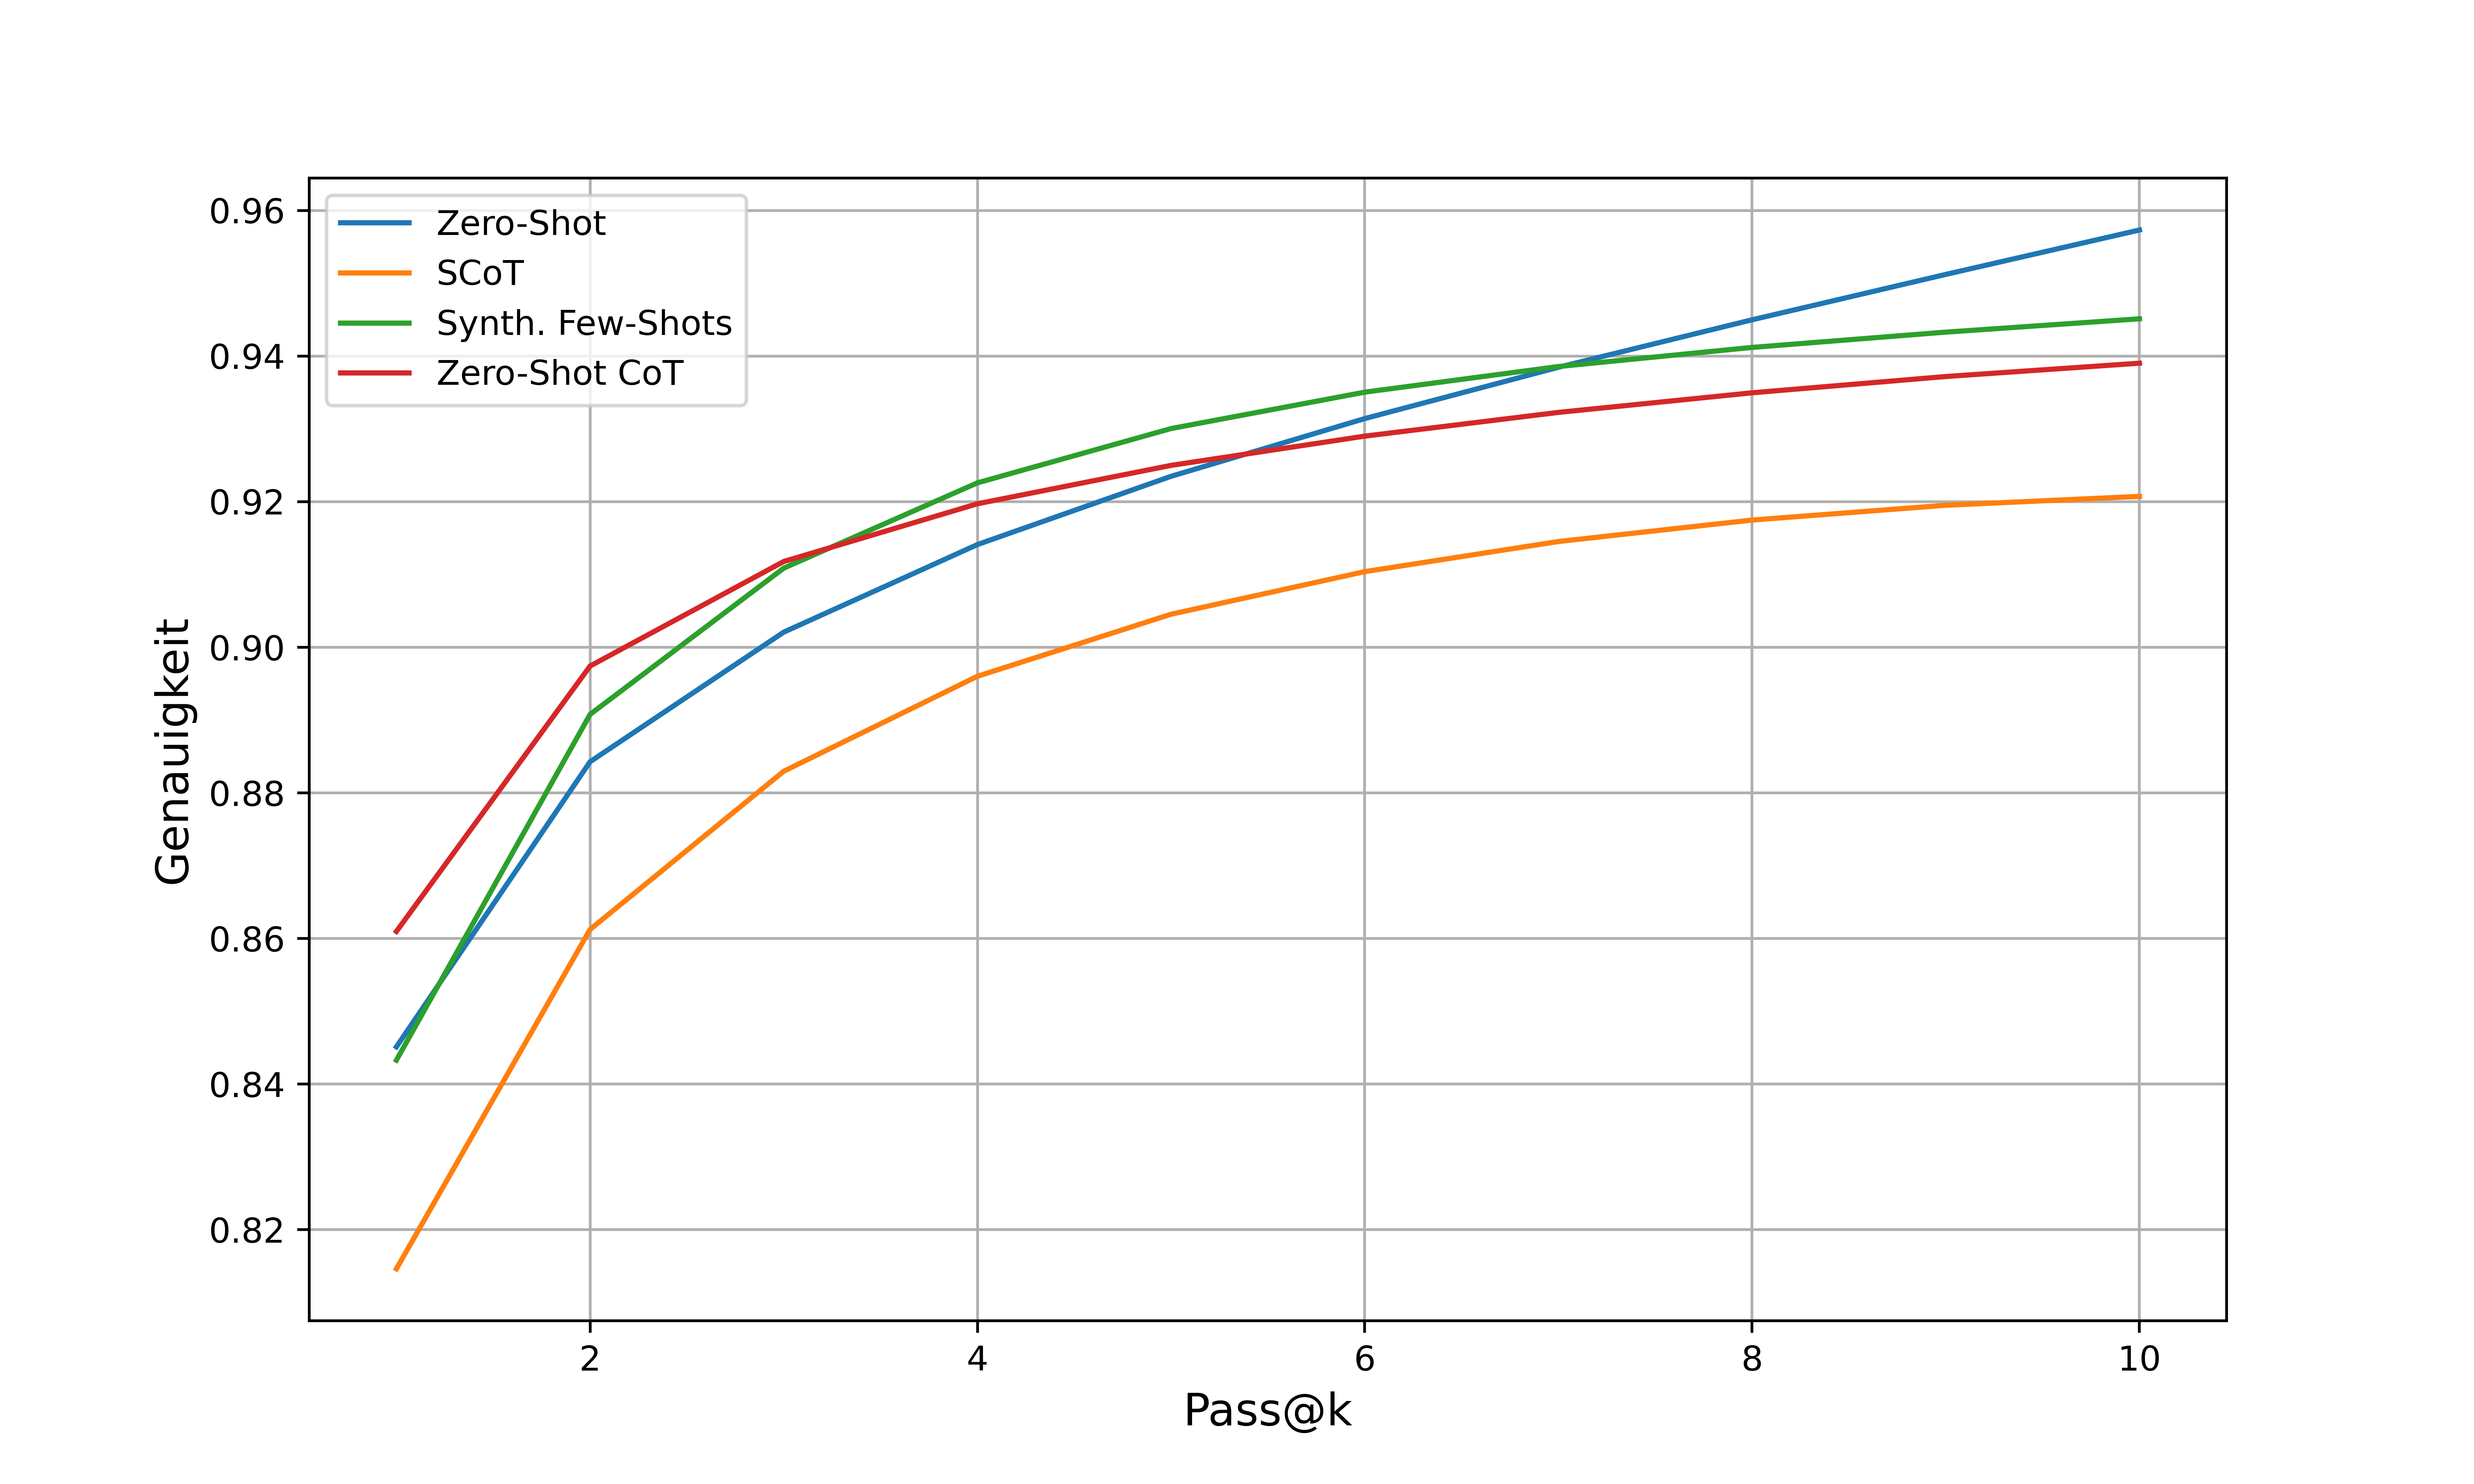 0.96
0.94
0.92
0.90
0.88
0.86
0.84
0.82
Genauigkeit
Zero-Shot
SCoT
Synth. Few-Shots
Zero-Shot CoT
2 4 6 8 10
Pass@k